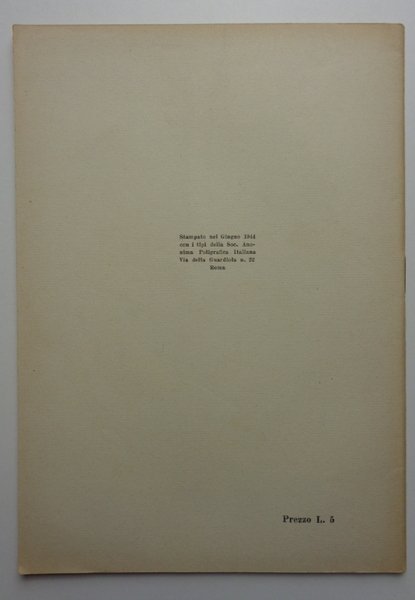 Stampato nel Giugno 1944
con i tipi della Soc. Ano-
nima Poligrafica Italiana
Via della Guardiola n. 22
Roma
Prezzo L. 5